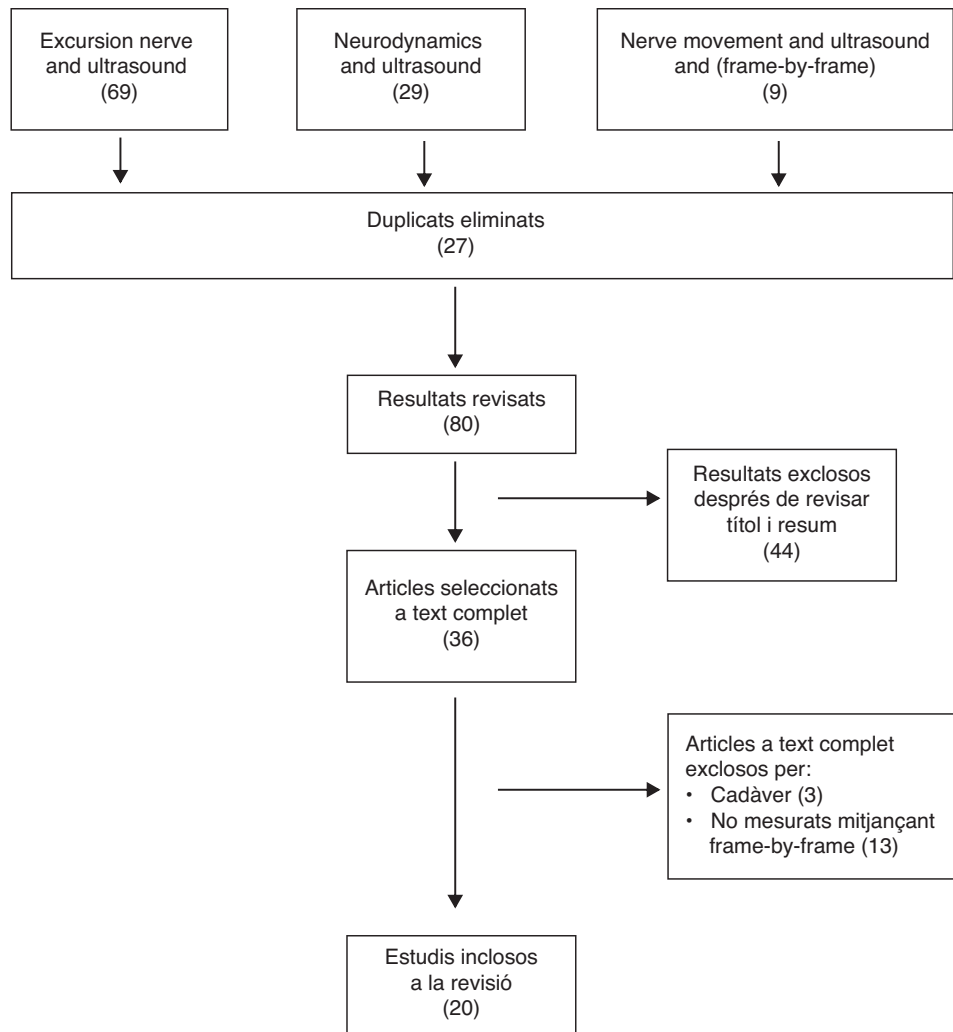 Excursion nerve
and ultrasound
(69)
Neurodynamics
and ultrasound
(29)
Nerve movement and ultrasound
and (frame-by-frame)
(9)
Duplicats eliminats
(27)
Resultats revisats
(80)
Resultats exclosos
després de revisar
títol i resum
(44)
Articles seleccionats
a text complet
(36)
Articles a text complet
exclosos per:
• Cadàver (3)
• No mesurats mitjançant
frame-by-frame (13)
Estudis inclosos
a la revisió
(20)